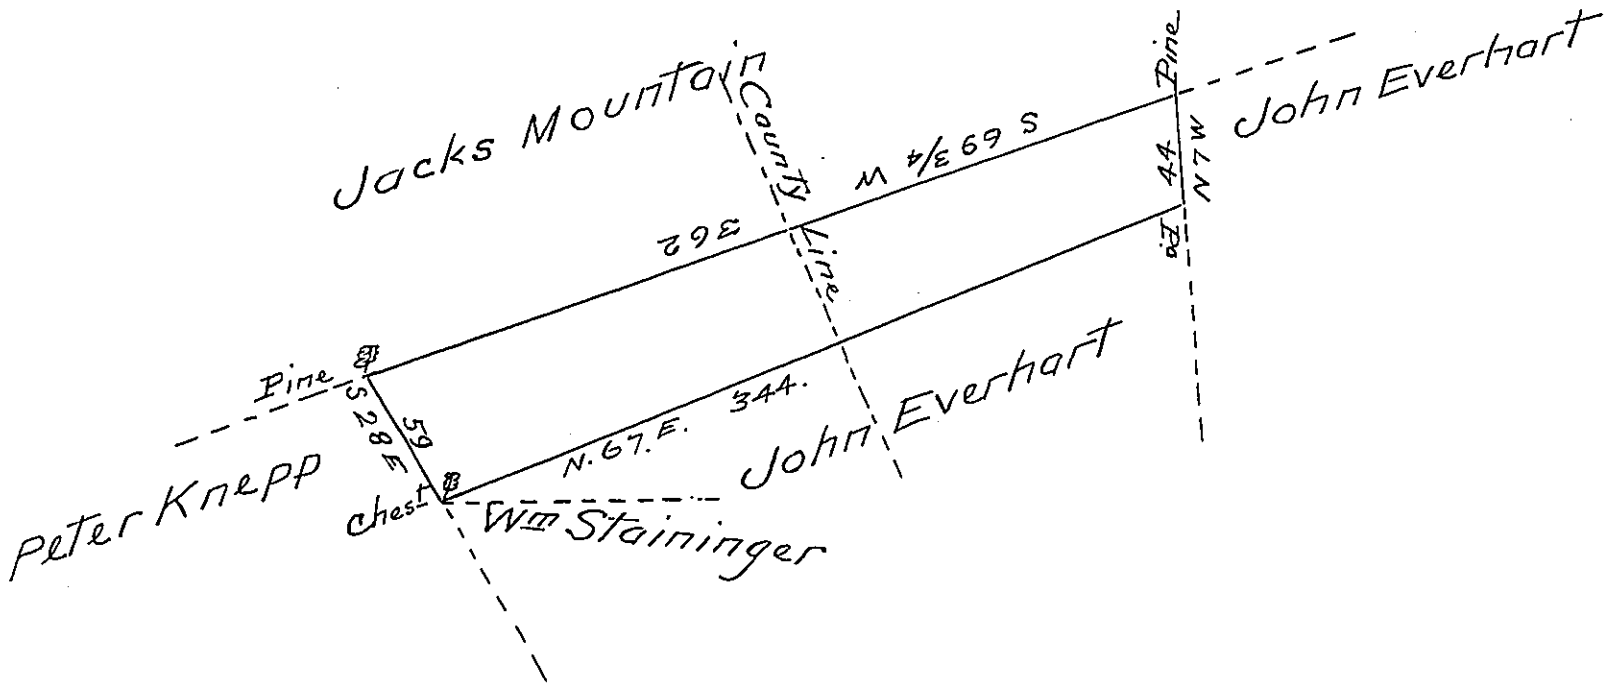 Jacks Mountain
County Line
Pine
John Everhart
S 69 3/4 W
362
44
N 1 W
Po
Pine
S 28 E
59
N. 67. E. 344.
John Everhart
Peter Knepp
Chest
Wm Staininger